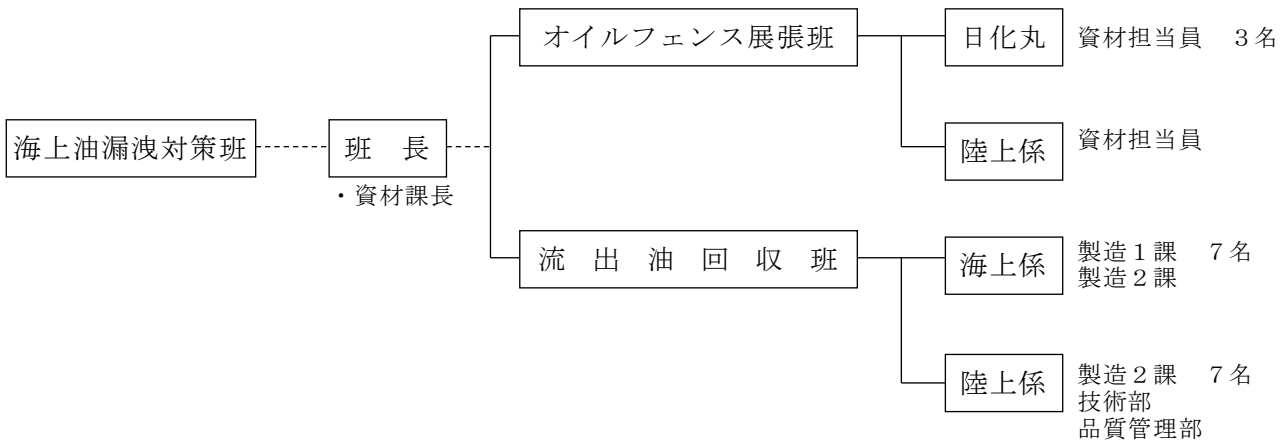 海上油漏洩対策班
班 長
・資材課長
オイルフェンス展張班
日化丸
資材担当員 3名
陸上係
資材担当員
流出油回収班
海上係
製造1課 7名
製造2課
陸上係
製造2課 7名
技術部
品質管理部